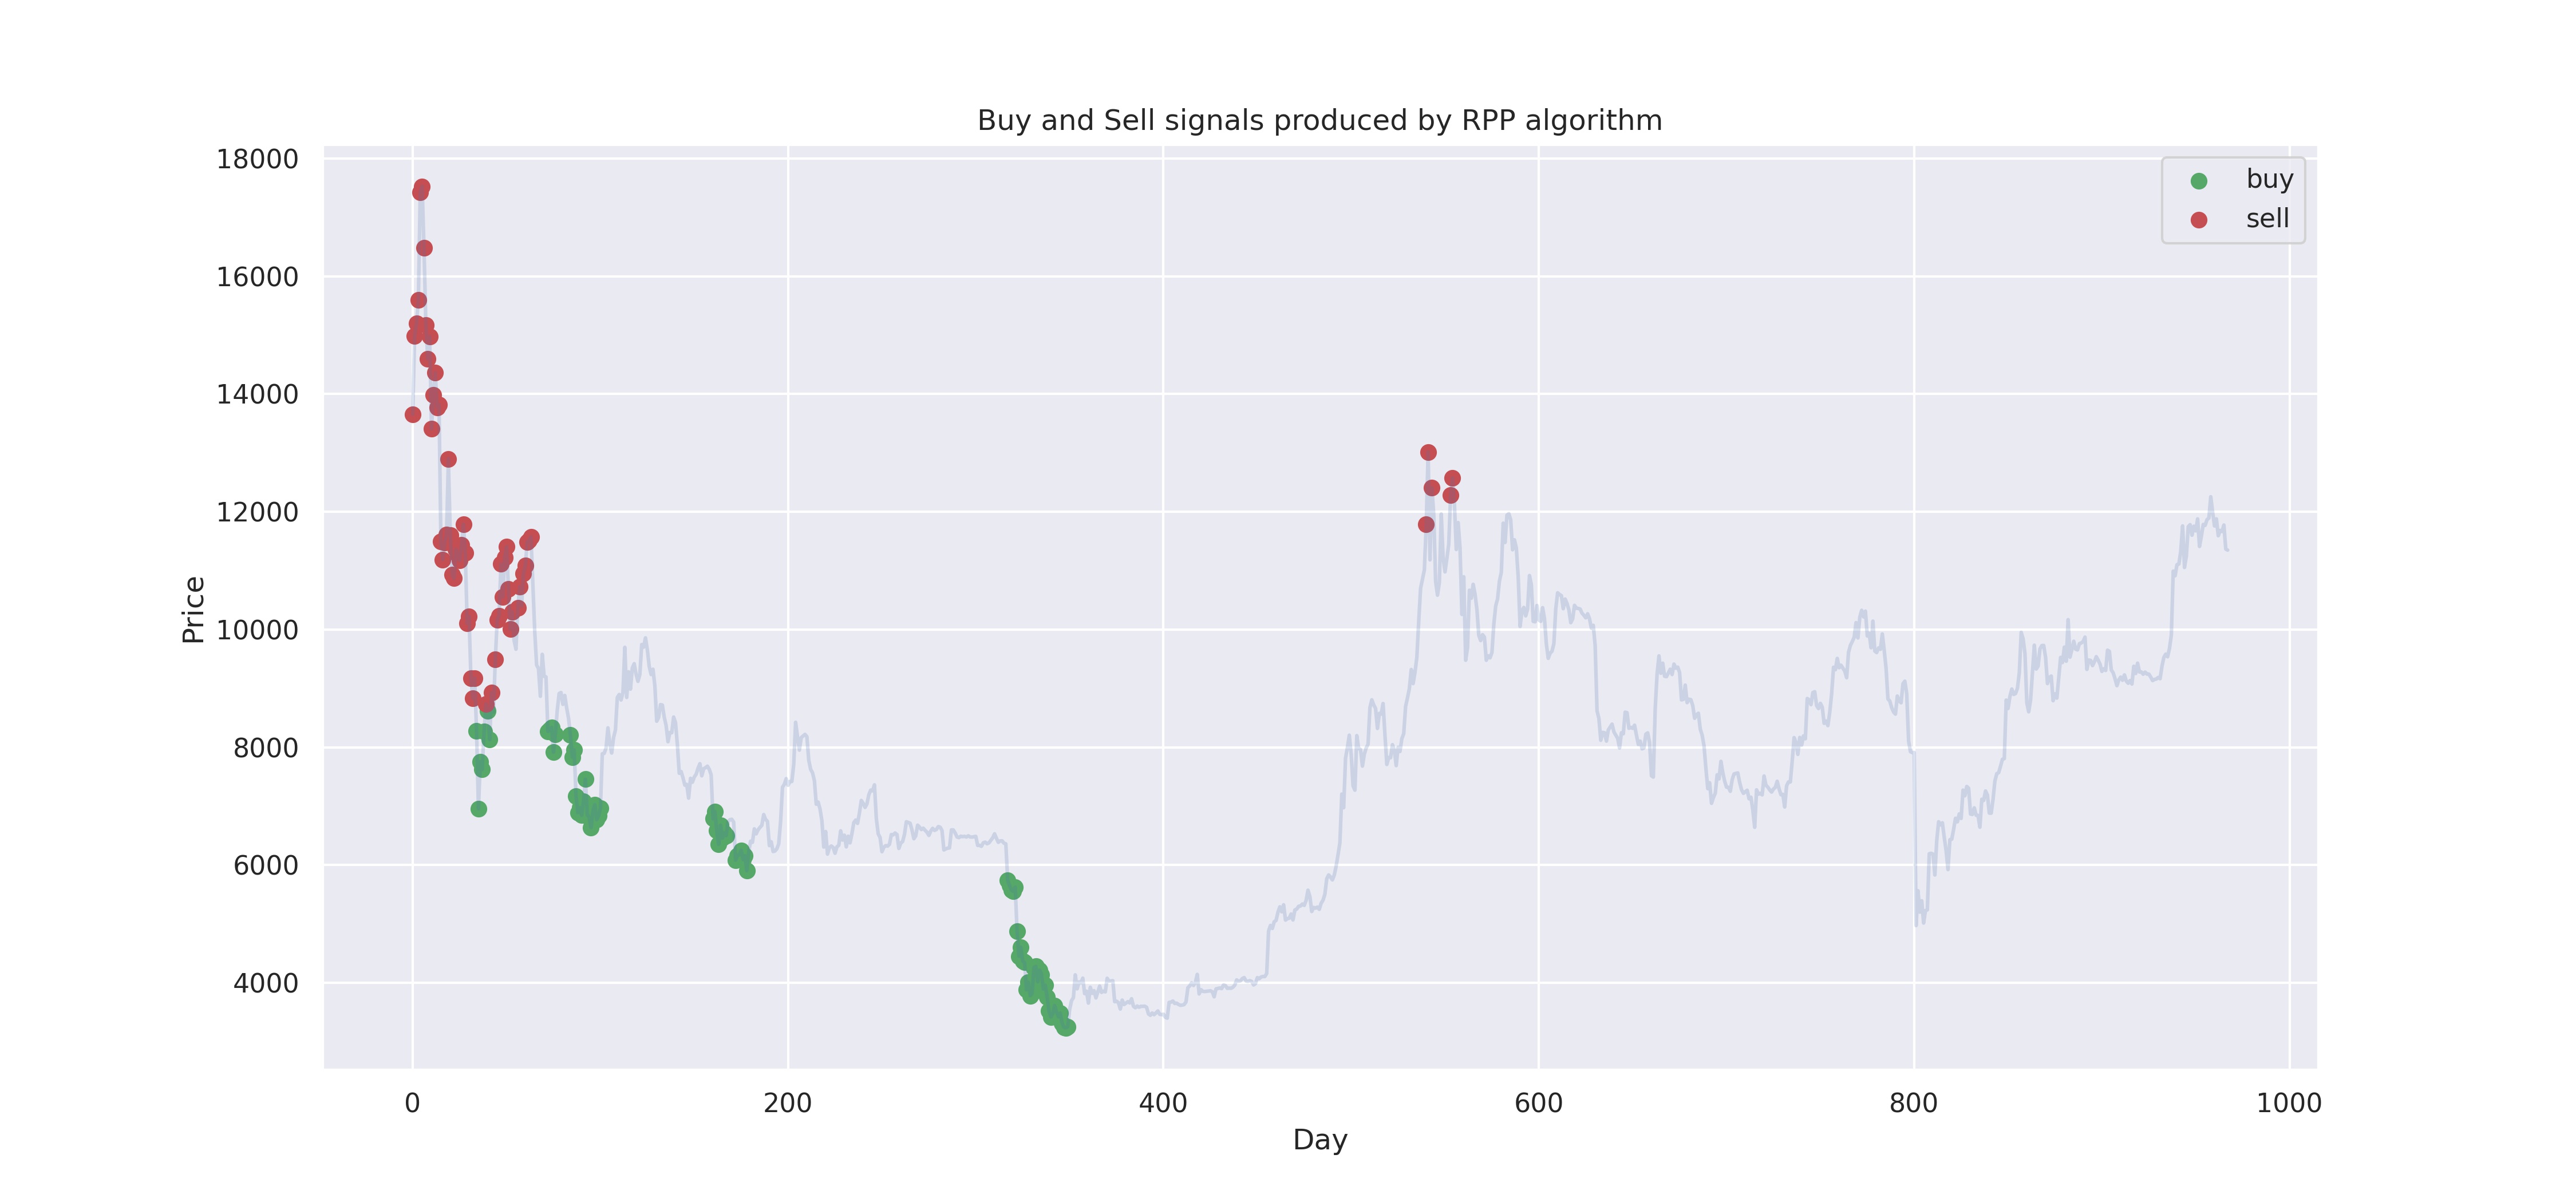 Buy and Sell signals produced by RPP algorithm
18000
16000
14000
12000
10000
8000
6000
4000
Price
buy
sell
0 200 400 600 800 1000
Day